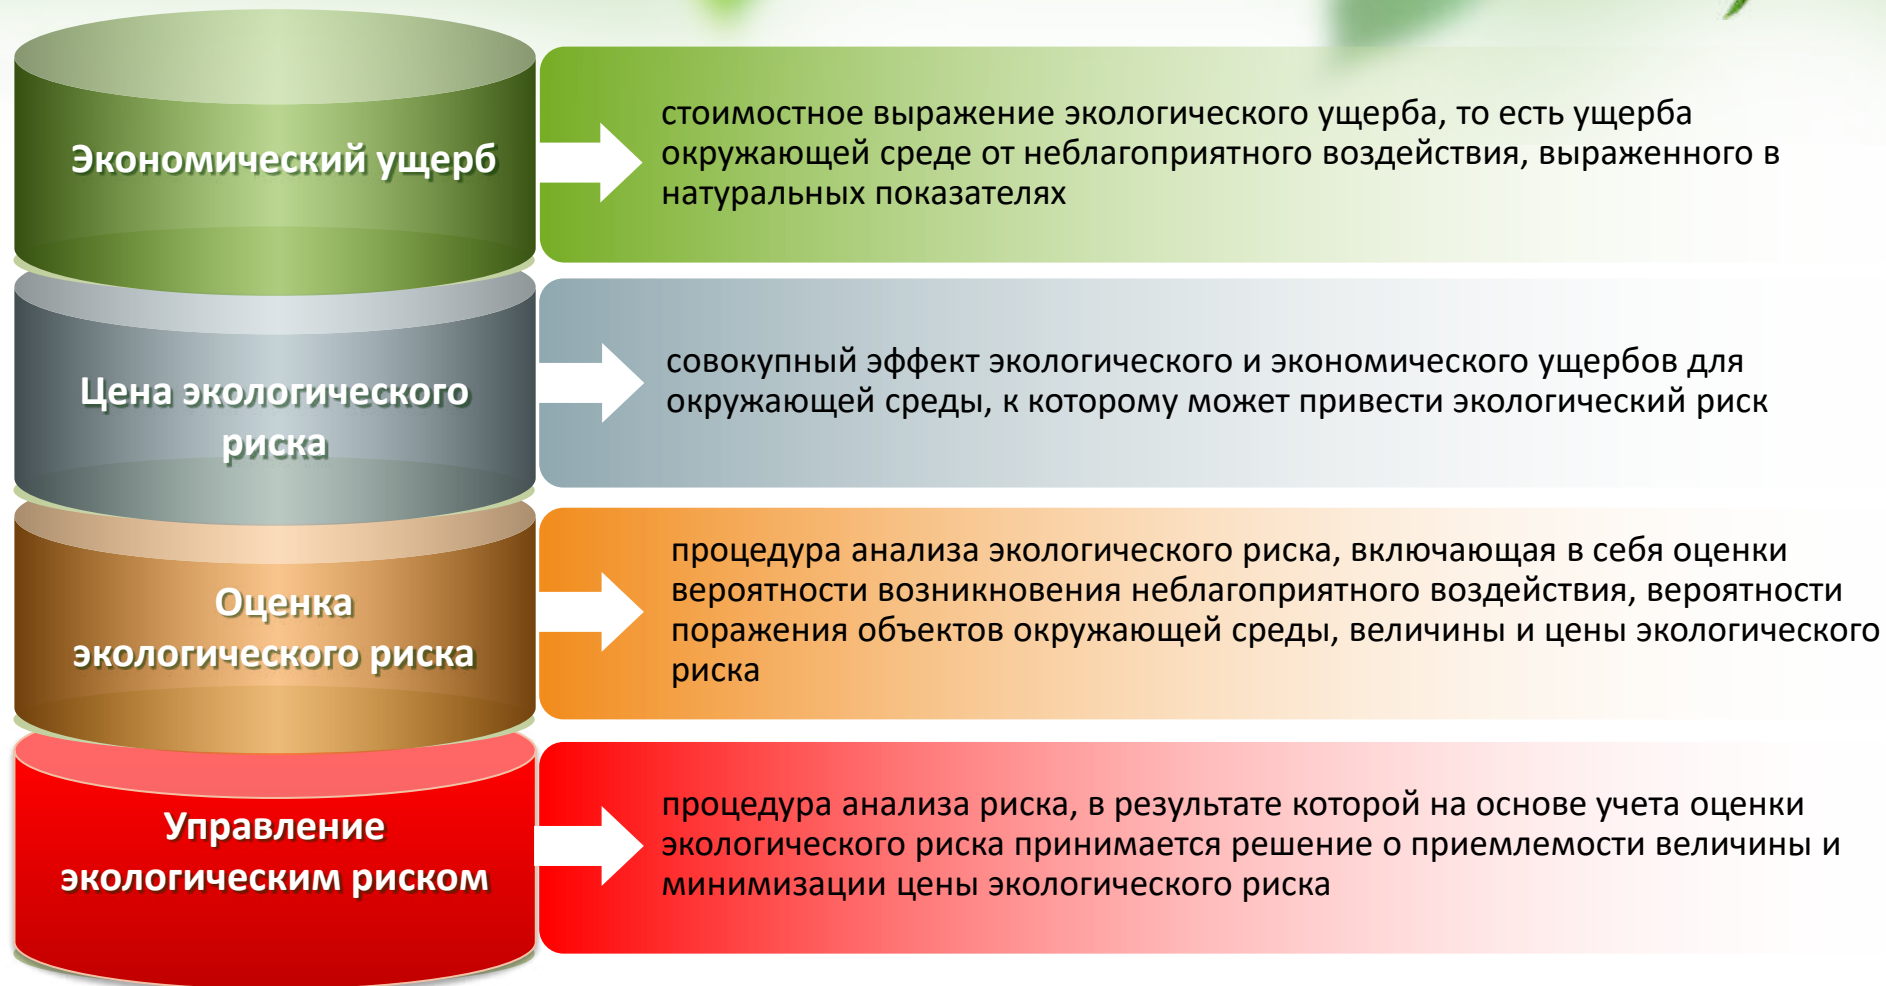 Экономический ущерб
стоимостное выражение экологического ущерба, то есть ущерба
окружающей среде от неблагоприятного воздействия, выраженного в
натуральных показателях
Цена экологического
риска
совокупный эффект экологического и экономического ущербов для
окружающей среды, к которому может привести экологический риск
Оценка
экологического риска
процедура анализа экологического риска, включающая в себя оценки
вероятности возникновения неблагоприятного воздействия, вероятности
поражения объектов окружающей среды, величины и цены экологического
риска
Управление
экологическим риском
процедура анализа риска, в результате которой на основе учета оценки
экологического риска принимается решение о приемлемости величины и
минимизации цены экологического риска